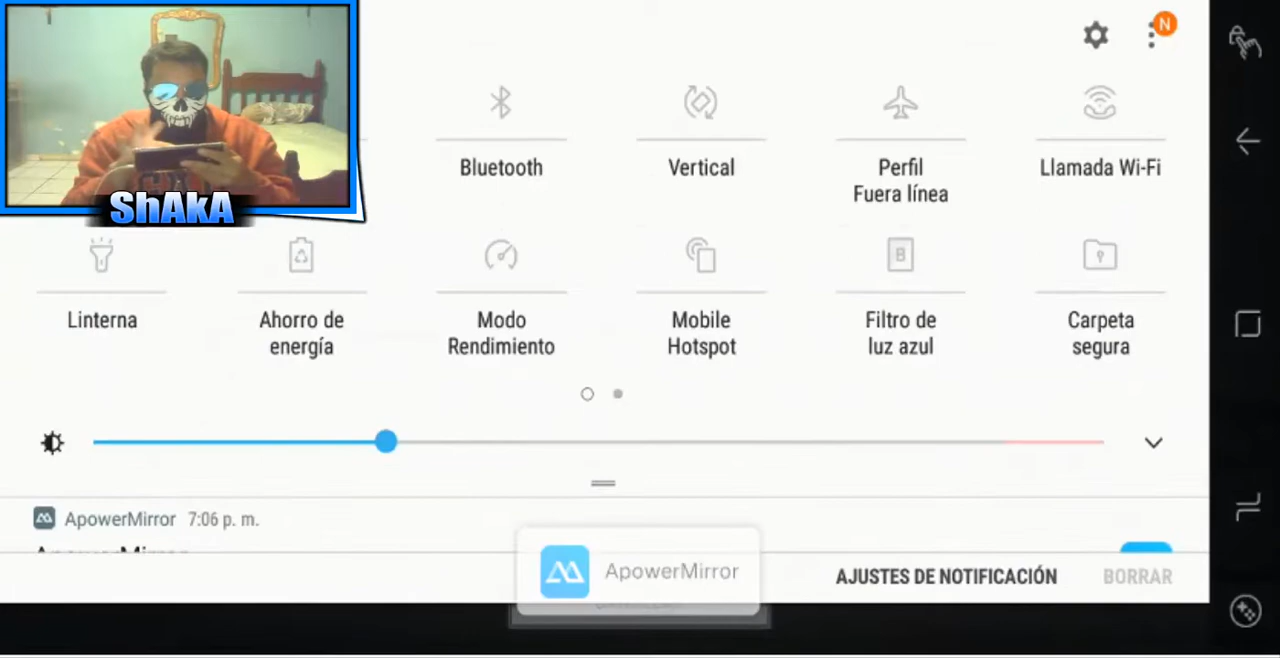 N
ShAkA
Bluetooth
Vertical
Perfil
Fuera línea
Llamada Wi-Fi
Linterna
Ahorro de
energía
Modo
Rendimiento
Mobile
Hotspot
B
Filtro de
luz azul
Carpeta
segura
ApowerMirror 7:06 p. m.
ApowerMirror
ApowerMirror
AJUSTES DE NOTIFICACIÓN BORRAR